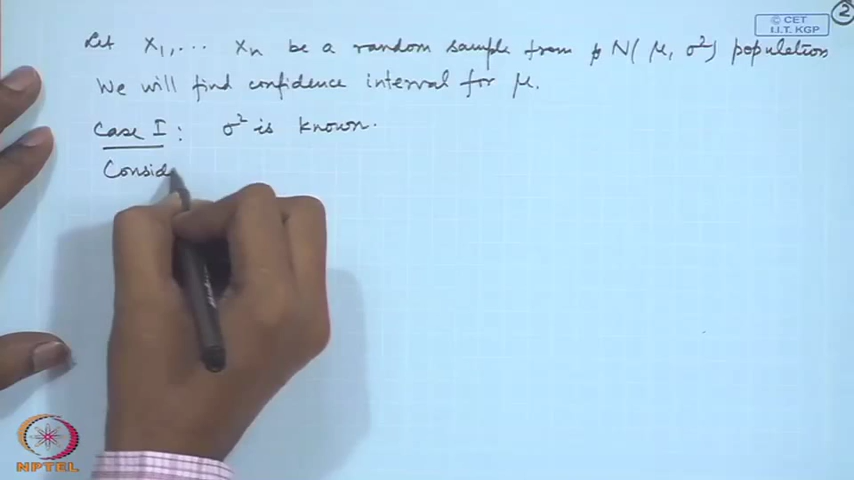 © CET
I.I.T. KGP
2
Let X1, ... Xn be a random sample from N(μ, σ²) population
We will find confidence interval for μ.
Case I : σ² is known.
Conside
NPTEL